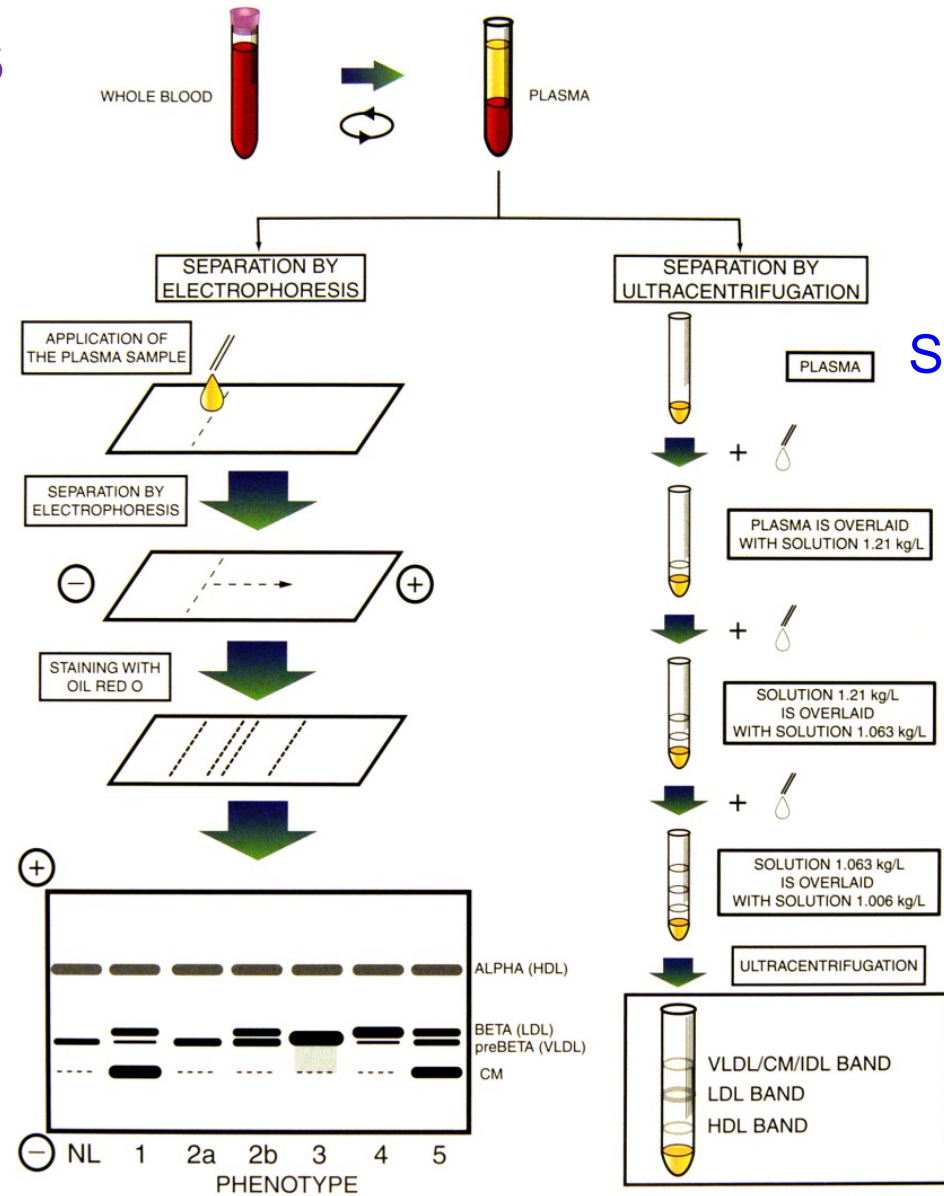 S
WHOLE BLOOD
PLASMA
SEPARATION BY
ELECTROPHORESIS
APPLICATION OF
THE PLASMA SAMPLE
SEPARATION BY
ELECTROPHORESIS
−
+
STAINING WITH
OIL RED O
+
ALPHA (HDL)
BETA (LDL)
preBETA (VLDL)
CM
− NL 1 2a 2b 3 4 5
PHENOTYPE
SEPARATION BY
ULTRACENTRIFUGATION
S
PLASMA
+
PLASMA IS OVERLAID
WITH SOLUTION 1.21 kg/L
+
SOLUTION 1.21 kg/L
IS OVERLAID
WITH SOLUTION 1.063 kg/L
+
SOLUTION 1.063 kg/L
IS OVERLAID
WITH SOLUTION 1.006 kg/L
ULTRACENTRIFUGATION
VLDL/CM/IDL BAND
LDL BAND
HDL BAND